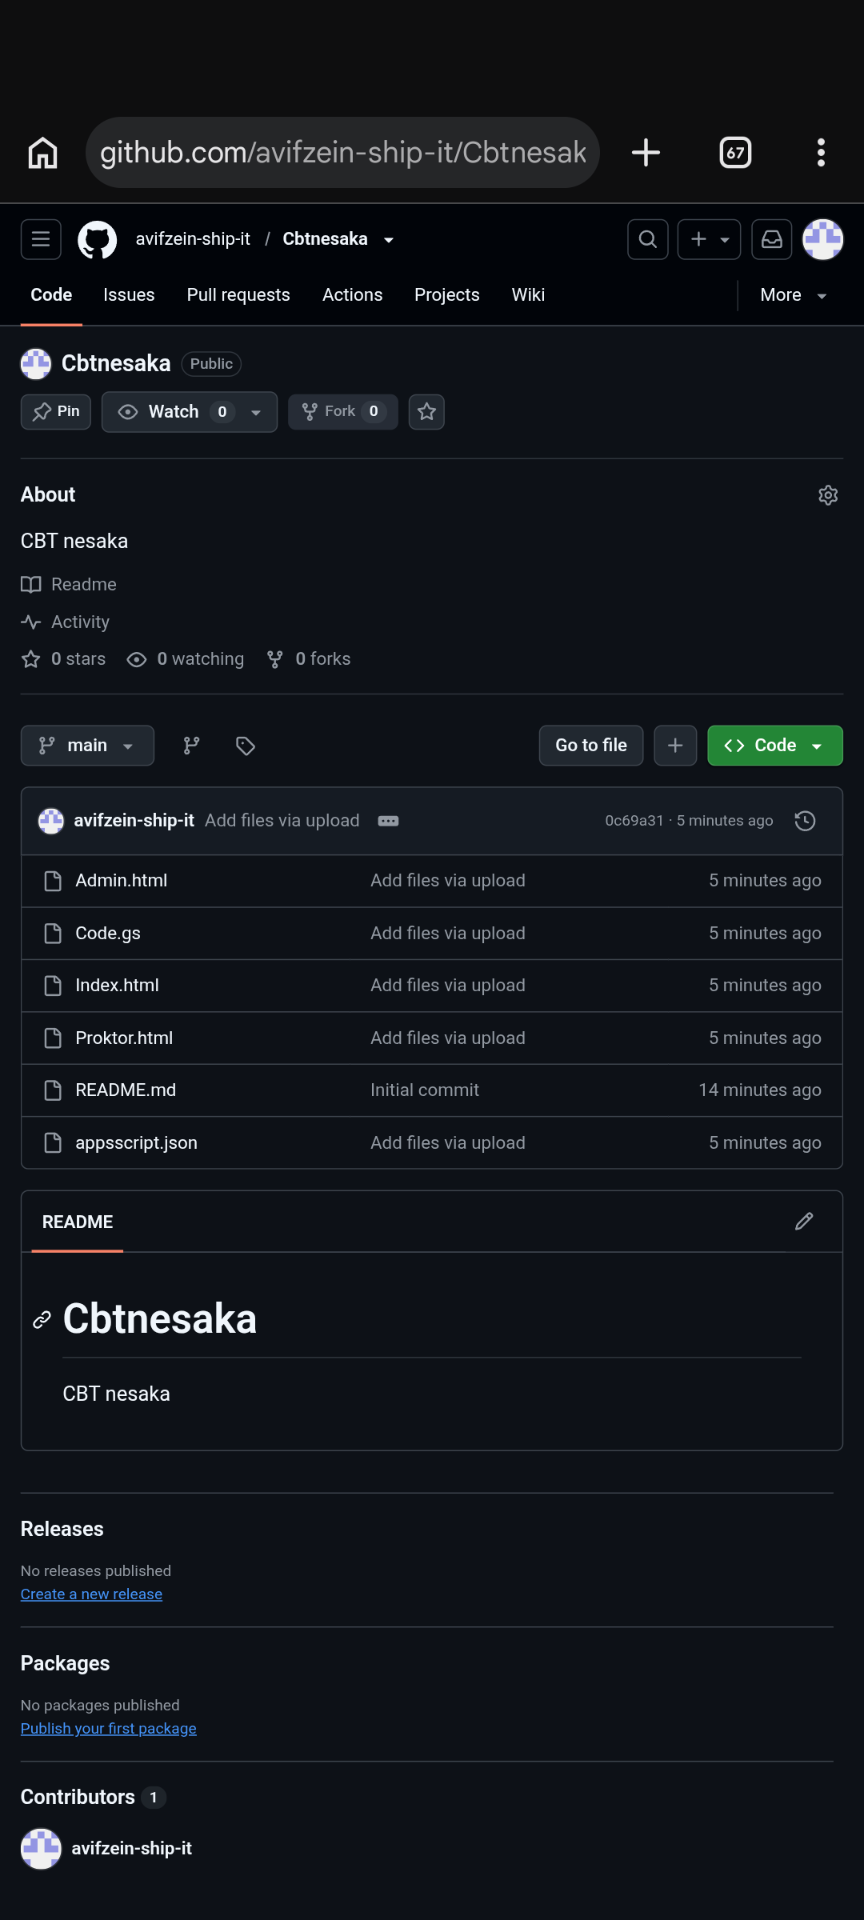 github.com/avifzein-ship-it/Cbtnesak
67
avifzein-ship-it / Cbtnesaka
Code Issues Pull requests Actions Projects Wiki More
Cbtnesaka Public
Pin Watch 0 Fork 0
About
CBT nesaka
Readme
Activity
0 stars 0 watching 0 forks
main Go to file Code
avifzein-ship-it Add files via upload 0c69a31 · 5 minutes ago
Admin.html Add files via upload 5 minutes ago
Code.gs Add files via upload 5 minutes ago
Index.html Add files via upload 5 minutes ago
Proktor.html Add files via upload 5 minutes ago
README.md Initial commit 14 minutes ago
appsscript.json Add files via upload 5 minutes ago
README
Cbtnesaka
CBT nesaka
Releases
No releases published
Create a new release
Packages
No packages published
Publish your first package
Contributors 1
avifzein-ship-it